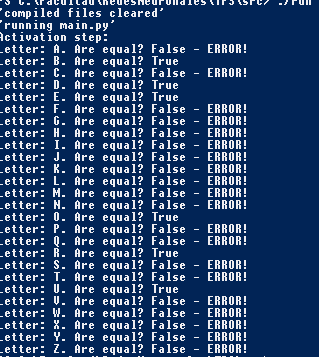 'compiled files cleared'
'running main.py'
Activation step:
Letter: A. Are equal? False - ERROR!
Letter: B. Are equal? True
Letter: C. Are equal? False - ERROR!
Letter: D. Are equal? True
Letter: E. Are equal? True
Letter: F. Are equal? False - ERROR!
Letter: G. Are equal? False - ERROR!
Letter: H. Are equal? False - ERROR!
Letter: I. Are equal? False - ERROR!
Letter: J. Are equal? False - ERROR!
Letter: K. Are equal? False - ERROR!
Letter: L. Are equal? False - ERROR!
Letter: M. Are equal? False - ERROR!
Letter: N. Are equal? False - ERROR!
Letter: O. Are equal? True
Letter: P. Are equal? False - ERROR!
Letter: Q. Are equal? False - ERROR!
Letter: R. Are equal? True
Letter: S. Are equal? False - ERROR!
Letter: T. Are equal? False - ERROR!
Letter: U. Are equal? True
Letter: V. Are equal? False - ERROR!
Letter: W. Are equal? False - ERROR!
Letter: X. Are equal? False - ERROR!
Letter: Y. Are equal? False - ERROR!
Letter: Z. Are equal? False - ERROR!